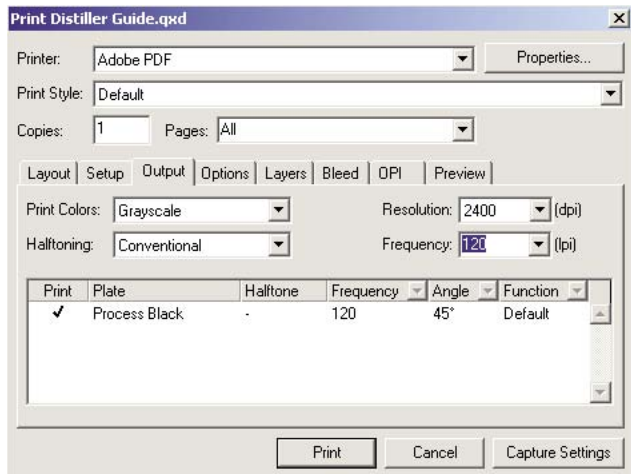 Print Distiller Guide.qxd
Printer: Adobe PDF Properties...
Print Style: Default
Copies: 1 Pages: All
Layout Setup Output Options Layers Bleed OPI Preview
Print Colors: Grayscale Resolution: 2400 (dpi)
Halftoning: Conventional Frequency: 120 (lpi)
Print Plate Halftone Frequency Angle Function
✓ Process Black - 120 45° Default
Print Cancel Capture Settings